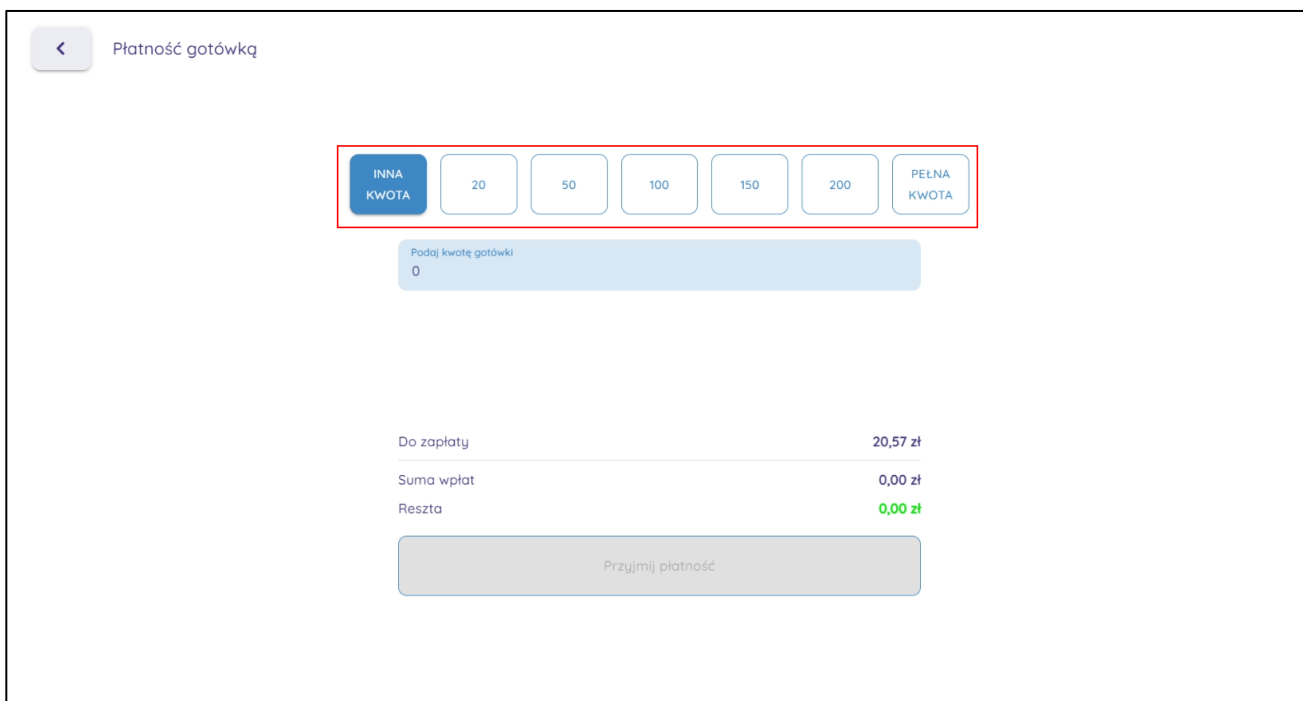 Płatność gotówką
INNA KWOTA
20
50
100
150
200
PEŁNA KWOTA
Podaj kwotę gotówki
0
Do zapłaty 20,57 zł
Suma wpłat 0,00 zł
Reszta 0,00 zł
Przyjmij płatność